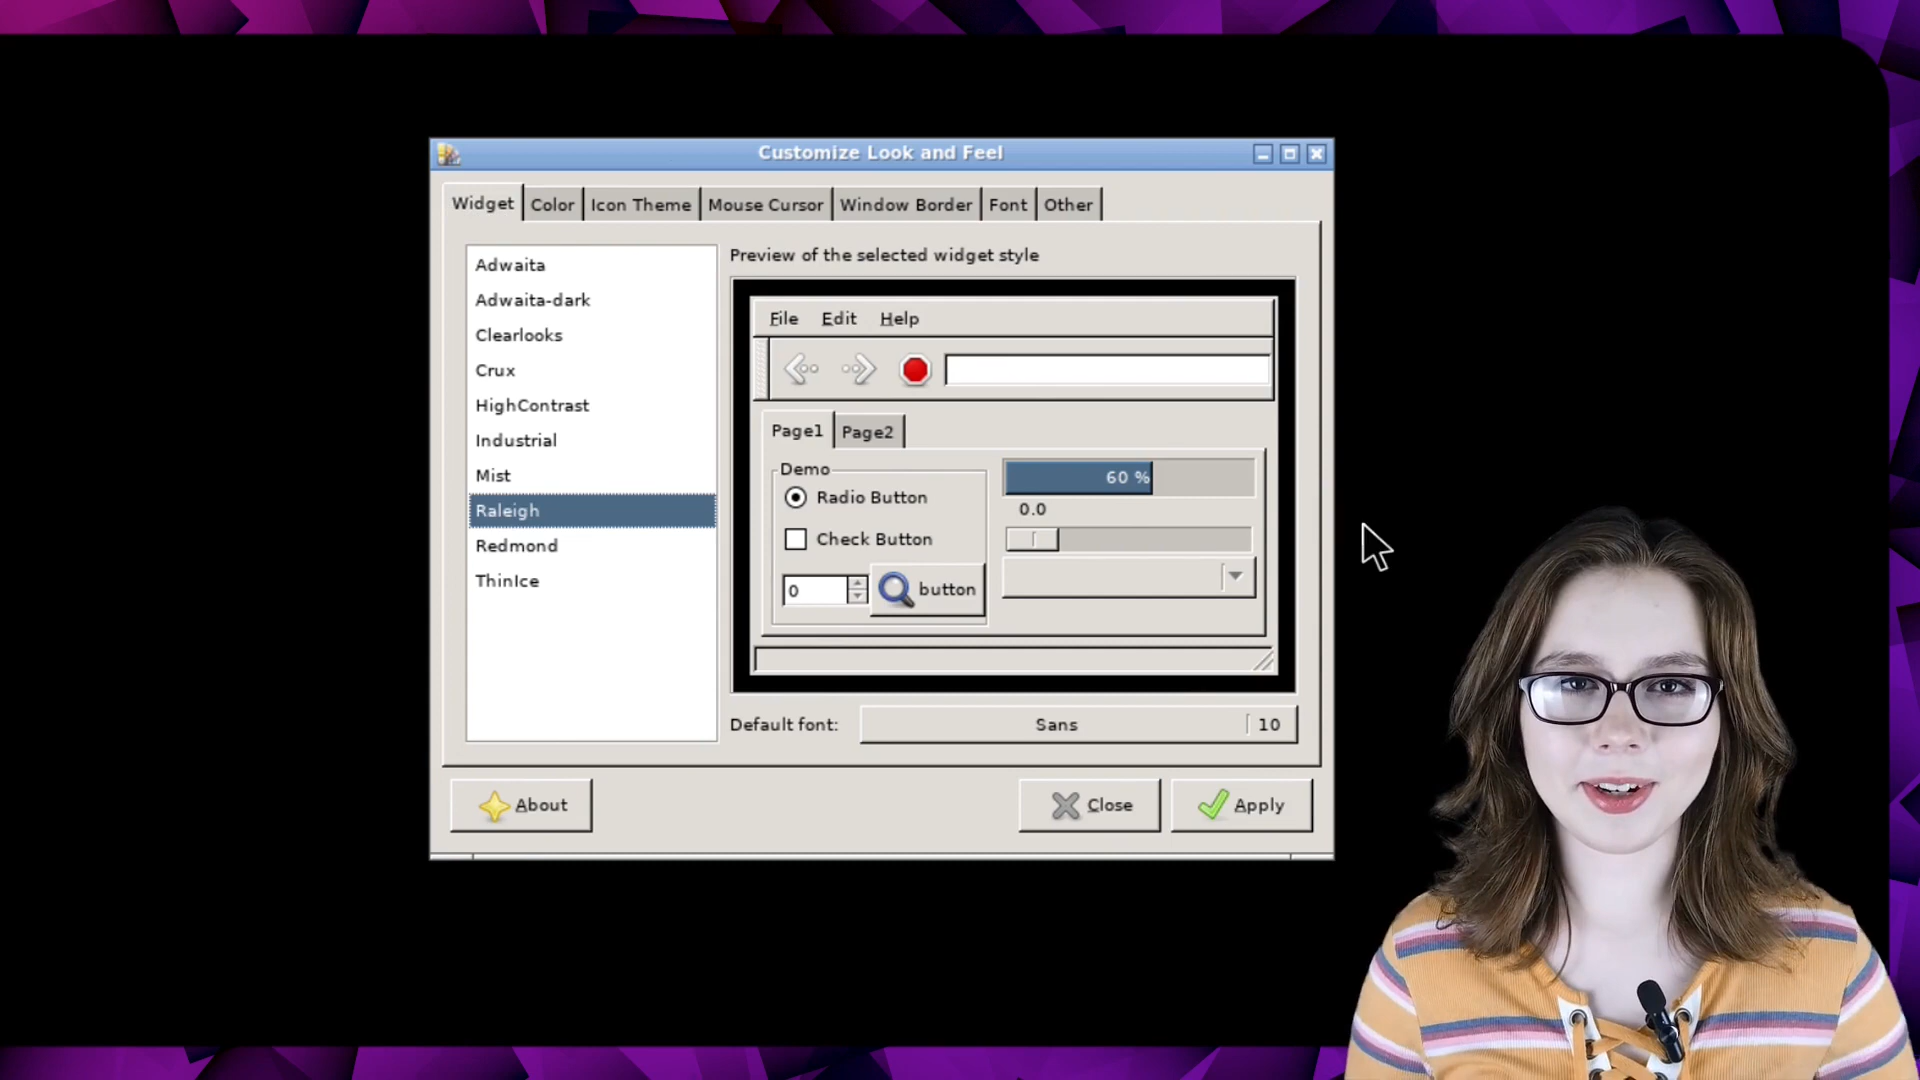 Customize Look and Feel
Widget Color Icon Theme Mouse Cursor Window Border Font Other
Preview of the selected widget style
Adwaita
Adwaita-dark
Clearlooks
Crux
HighContrast
Industrial
Mist
Raleigh
Redmond
ThinIce
File Edit Help
Page1 Page2
Demo
Radio Button
Check Button
0 button
60 %
0.0
Default font: Sans 10
About Close Apply